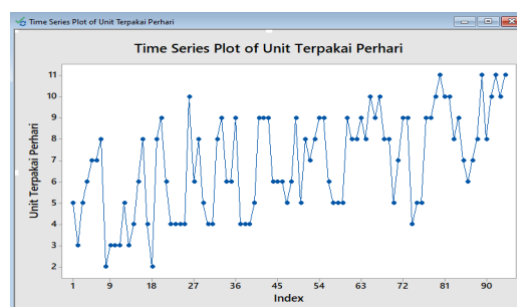 Time Series Plot of Unit Terpakai Perhari
Time Series Plot of Unit Terpakai Perhari
Unit Terpakai Perhari
11
10
9
8
7
6
5
4
3
2
1 9 18 27 36 45 54 63 72 81 90
Index